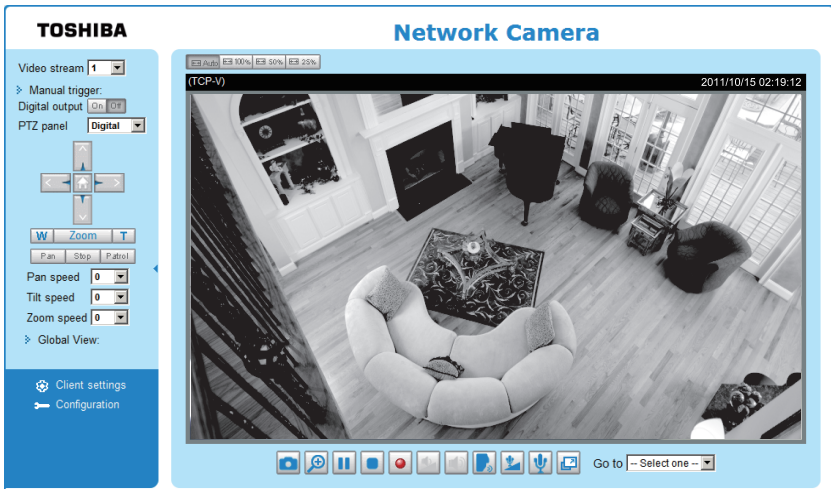 TOSHIBA
Network Camera
Video stream 1
Manual trigger:
Digital output On Off
PTZ panel Digital
W Zoom T
Pan Stop Patrol
Pan speed 0
Tilt speed 0
Zoom speed 0
Global View:
Client settings
Configuration
Auto 100% 50% 25%
(TCP-V) 2011/10/15 02:19:12
Go to -- Select one --